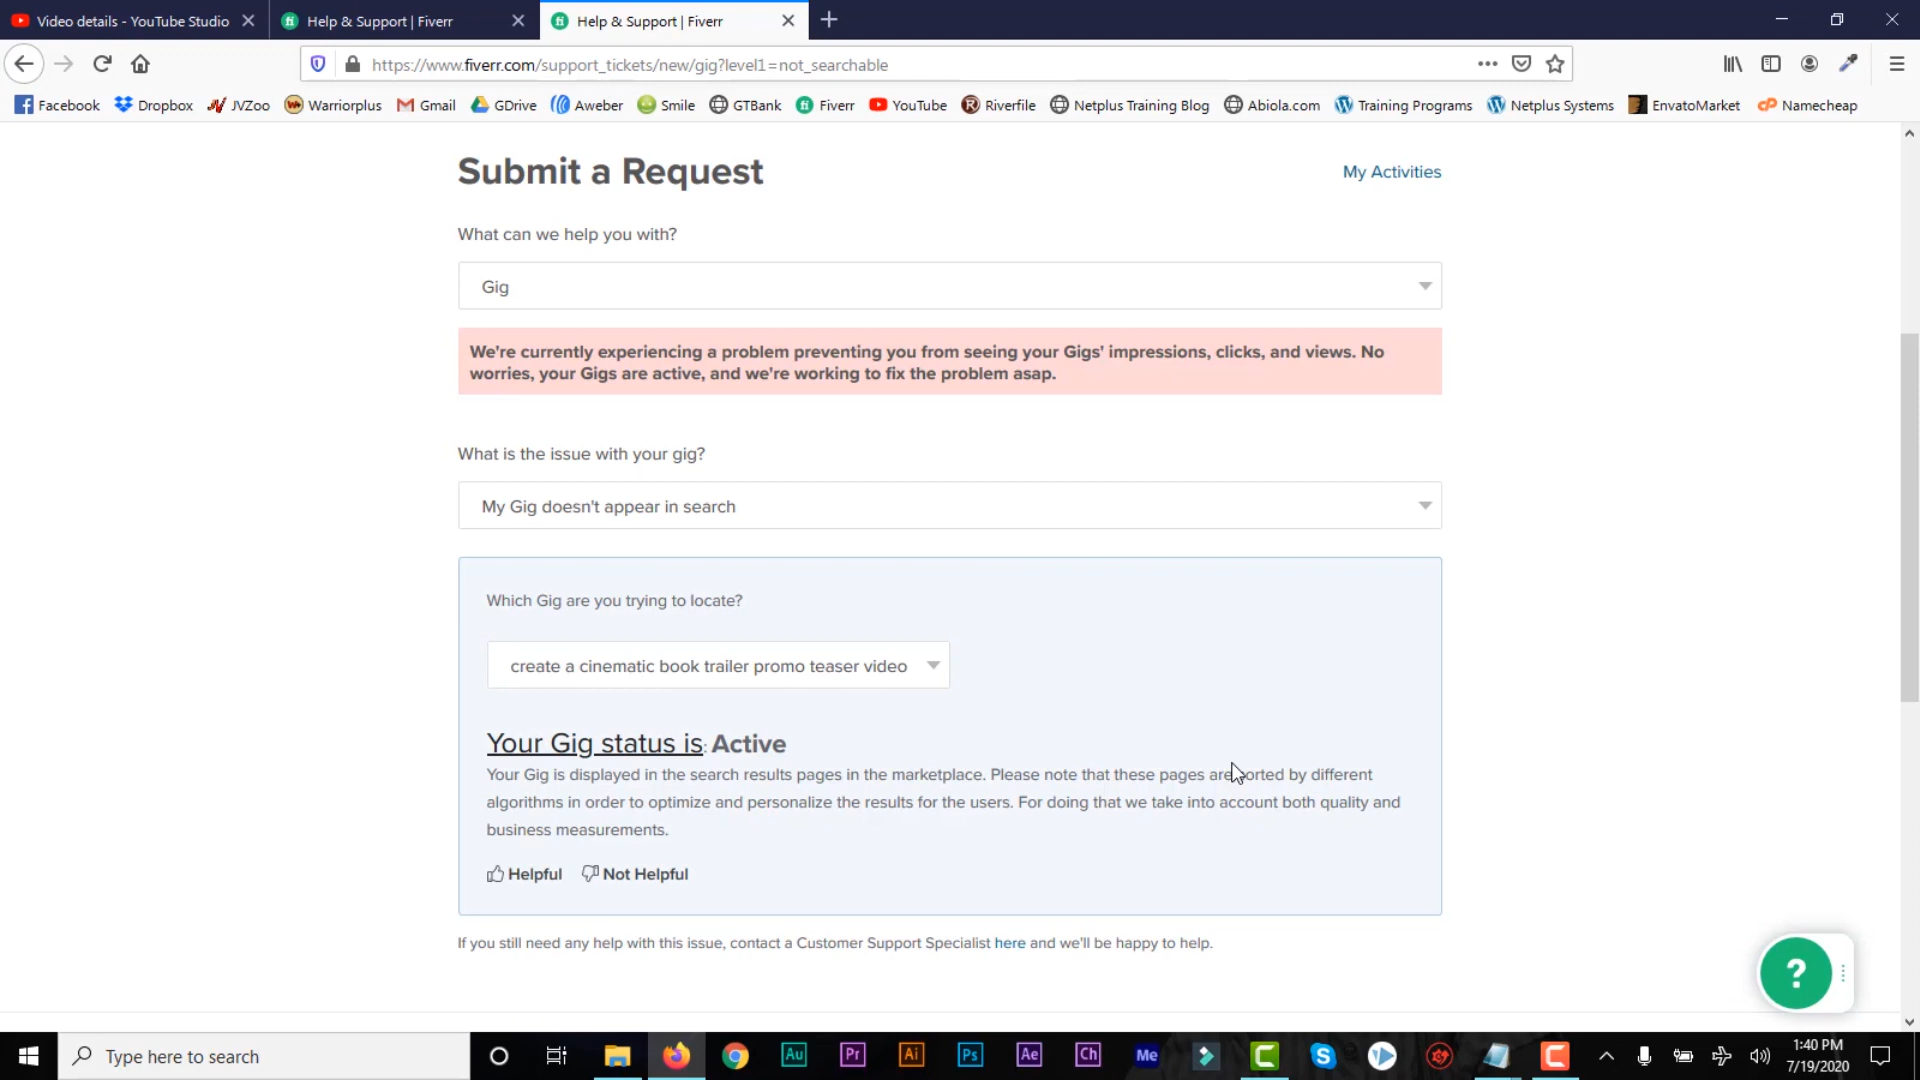 Video details - YouTube Studio
Help & Support | Fiverr
Help & Support | Fiverr
https://www.fiverr.com/support_tickets/new/gig?level1=not_searchable
Facebook Dropbox JVZoo Warriorplus Gmail GDrive Aweber Smile GTBank Fiverr YouTube Riverfile Netplus Training Blog Abiola.com Training Programs Netplus Systems EnvatoMarket Namecheap
Submit a Request
My Activities
What can we help you with?
Gig
We're currently experiencing a problem preventing you from seeing your Gigs' impressions, clicks, and views. No
worries, your Gigs are active, and we're working to fix the problem asap.
What is the issue with your gig?
My Gig doesn't appear in search
Which Gig are you trying to locate?
create a cinematic book trailer promo teaser video
Your Gig status is: Active
Your Gig is displayed in the search results pages in the marketplace. Please note that these pages are sorted by different
algorithms in order to optimize and personalize the results for the users. For doing that we take into account both quality and
business measurements.
Helpful Not Helpful
If you still need any help with this issue, contact a Customer Support Specialist here and we'll be happy to help.
?
Type here to search
Au Pr Ai Ps Ae Ch Me
1:40 PM
7/19/2020